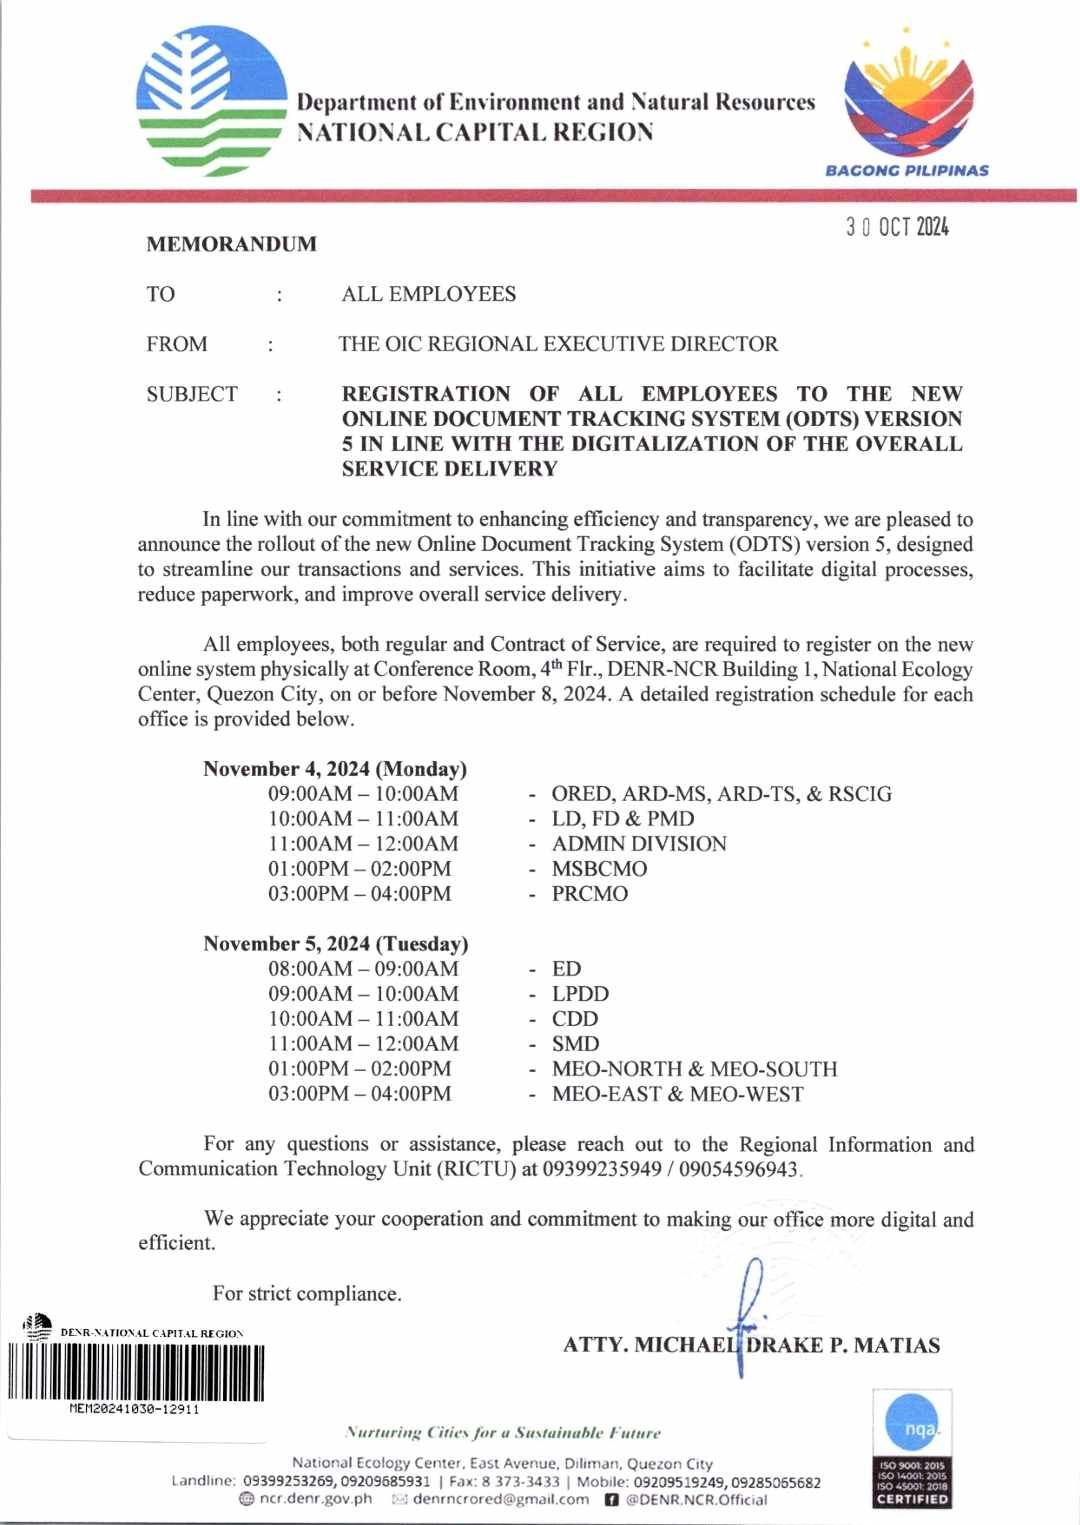 Department of Environment and Natural Resources
NATIONAL CAPITAL REGION
BAGONG PILIPINAS
30 OCT 2024
MEMORANDUM
TO : ALL EMPLOYEES
FROM : THE OIC REGIONAL EXECUTIVE DIRECTOR
SUBJECT : REGISTRATION OF ALL EMPLOYEES TO THE NEW
ONLINE DOCUMENT TRACKING SYSTEM (ODTS) VERSION
5 IN LINE WITH THE DIGITALIZATION OF THE OVERALL
SERVICE DELIVERY
In line with our commitment to enhancing efficiency and transparency, we are pleased to
announce the rollout of the new Online Document Tracking System (ODTS) version 5, designed
to streamline our transactions and services. This initiative aims to facilitate digital processes,
reduce paperwork, and improve overall service delivery.
All employees, both regular and Contract of Service, are required to register on the new
online system physically at Conference Room, 4th Flr., DENR-NCR Building 1, National Ecology
Center, Quezon City, on or before November 8, 2024. A detailed registration schedule for each
office is provided below.
November 4, 2024 (Monday)
09:00AM – 10:00AM - ORED, ARD-MS, ARD-TS, & RSCIG
10:00AM – 11:00AM - LD, FD & PMD
11:00AM – 12:00AM - ADMIN DIVISION
01:00PM – 02:00PM - MSBCMO
03:00PM – 04:00PM - PRCMO
November 5, 2024 (Tuesday)
08:00AM – 09:00AM - ED
09:00AM – 10:00AM - LPDD
10:00AM – 11:00AM - CDD
11:00AM – 12:00AM - SMD
01:00PM – 02:00PM - MEO-NORTH & MEO-SOUTH
03:00PM – 04:00PM - MEO-EAST & MEO-WEST
For any questions or assistance, please reach out to the Regional Information and
Communication Technology Unit (RICTU) at 09399235949 / 09054596943.
We appreciate your cooperation and commitment to making our office more digital and
efficient.
For strict compliance.
DENR-NATIONAL CAPITAL REGION
MEM20241030-12911
ATTY. MICHAEL DRAKE P. MATIAS
Nurturing Cities for a Sustainable Future
National Ecology Center, East Avenue, Diliman, Quezon City
Landline: 09399253269, 09209685931 | Fax: 8 373-3433 | Mobile: 09209519249, 09285065682
ncr.denr.gov.ph denrncrored@gmail.com @DENR.NCR.Official
nqa.
ISO 9001: 2015
ISO 14001: 2015
ISO 45001: 2018
CERTIFIED